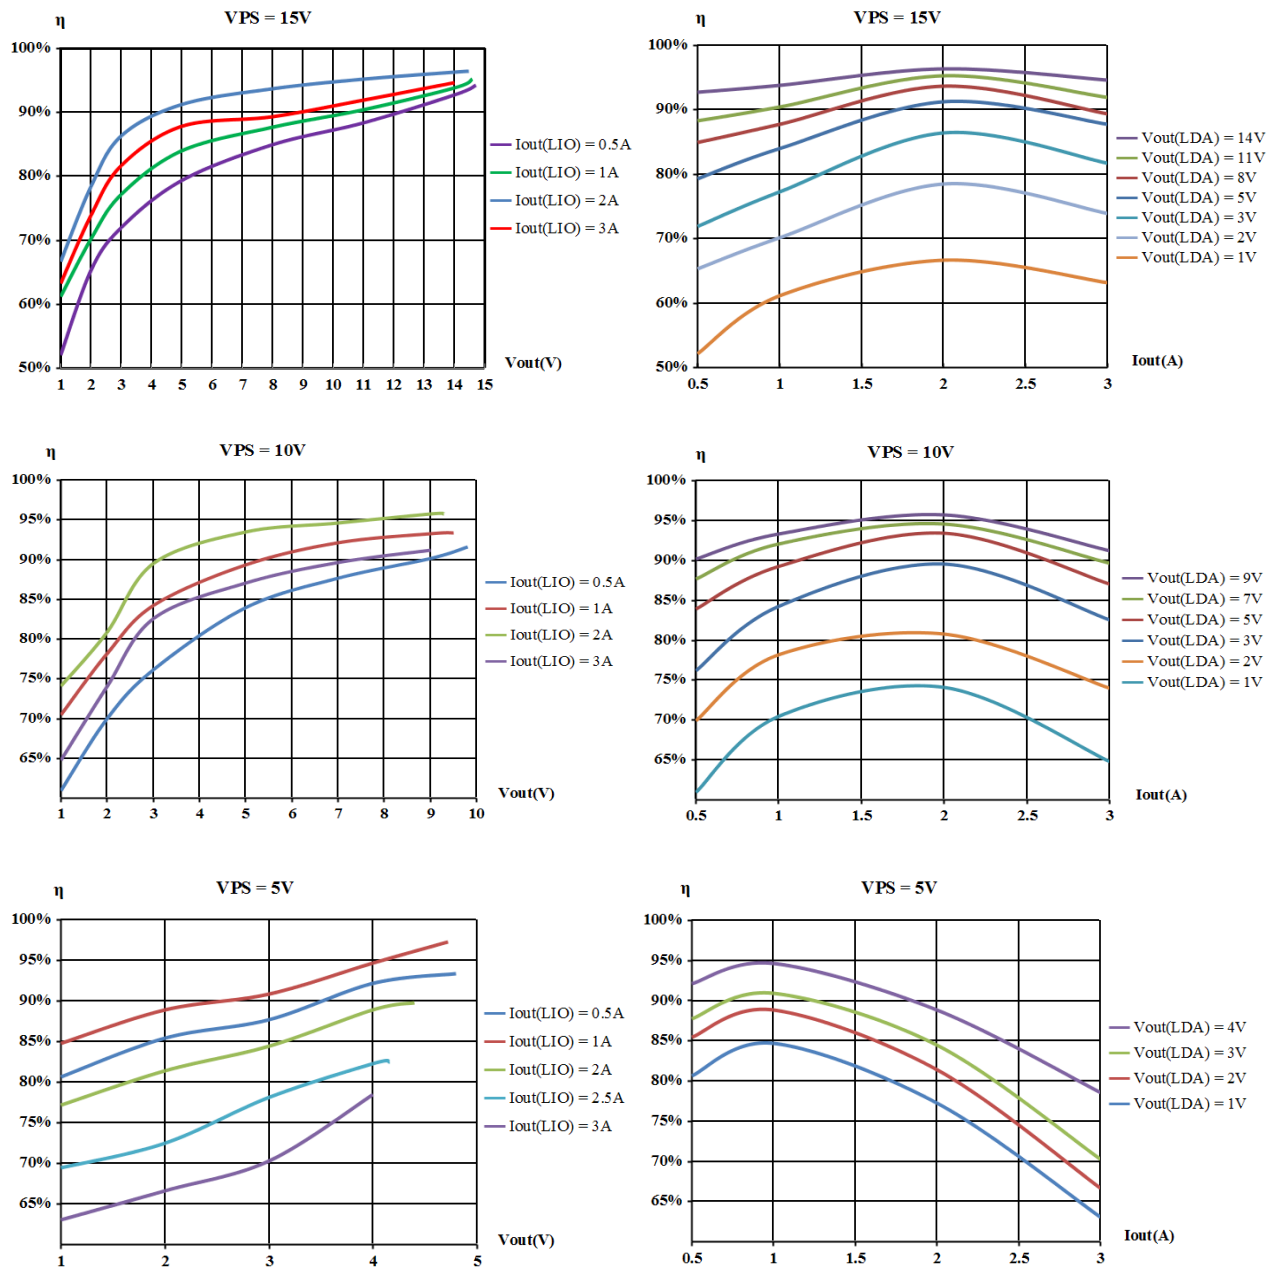 η
VPS = 15V
100%
90%
80%
70%
60%
50%
1 2 3 4 5 6 7 8 9 10 11 12 13 14 15
Vout(V)
Iout(LIO) = 0.5A
Iout(LIO) = 1A
Iout(LIO) = 2A
Iout(LIO) = 3A
η
VPS = 15V
100%
90%
80%
70%
60%
50%
0.5 1 1.5 2 2.5 3
Iout(A)
Vout(LDA) = 14V
Vout(LDA) = 11V
Vout(LDA) = 8V
Vout(LDA) = 5V
Vout(LDA) = 3V
Vout(LDA) = 2V
Vout(LDA) = 1V
η
VPS = 10V
100%
95%
90%
85%
80%
75%
70%
65%
1 2 3 4 5 6 7 8 9 10
Vout(V)
Iout(LIO) = 0.5A
Iout(LIO) = 1A
Iout(LIO) = 2A
Iout(LIO) = 3A
η
VPS = 10V
100%
95%
90%
85%
80%
75%
70%
65%
0.5 1 1.5 2 2.5 3
Iout(A)
Vout(LDA) = 9V
Vout(LDA) = 7V
Vout(LDA) = 5V
Vout(LDA) = 3V
Vout(LDA) = 2V
Vout(LDA) = 1V
η
VPS = 5V
100%
95%
90%
85%
80%
75%
70%
65%
1 2 3 4 5
Vout(V)
Iout(LIO) = 0.5A
Iout(LIO) = 1A
Iout(LIO) = 2A
Iout(LIO) = 2.5A
Iout(LIO) = 3A
η
VPS = 5V
100%
95%
90%
85%
80%
75%
70%
65%
0.5 1 1.5 2 2.5 3
Iout(A)
Vout(LDA) = 4V
Vout(LDA) = 3V
Vout(LDA) = 2V
Vout(LDA) = 1V